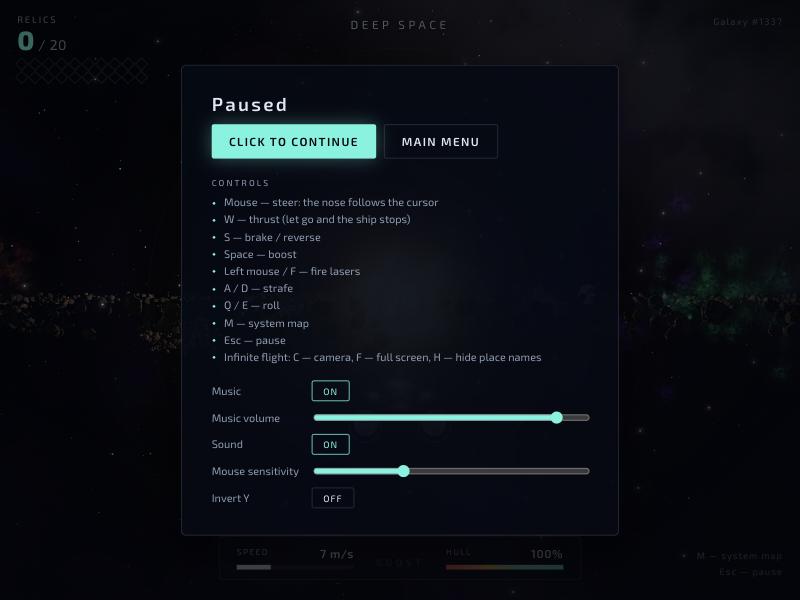 RELICS
0 / 20
DEEP SPACE
Galaxy #1337
Paused
CLICK TO CONTINUE
MAIN MENU
CONTROLS
• Mouse — steer: the nose follows the cursor
• W — thrust (let go and the ship stops)
• S — brake / reverse
• Space — boost
• Left mouse / F — fire lasers
• A / D — strafe
• Q / E — roll
• M — system map
• Esc — pause
• Infinite flight: C — camera, F — full screen, H — hide place names
Music ON
Music volume
Sound ON
Mouse sensitivity
Invert Y OFF
SPEED 7 m/s
BOOST
HULL 100%
M — system map
Esc — pause